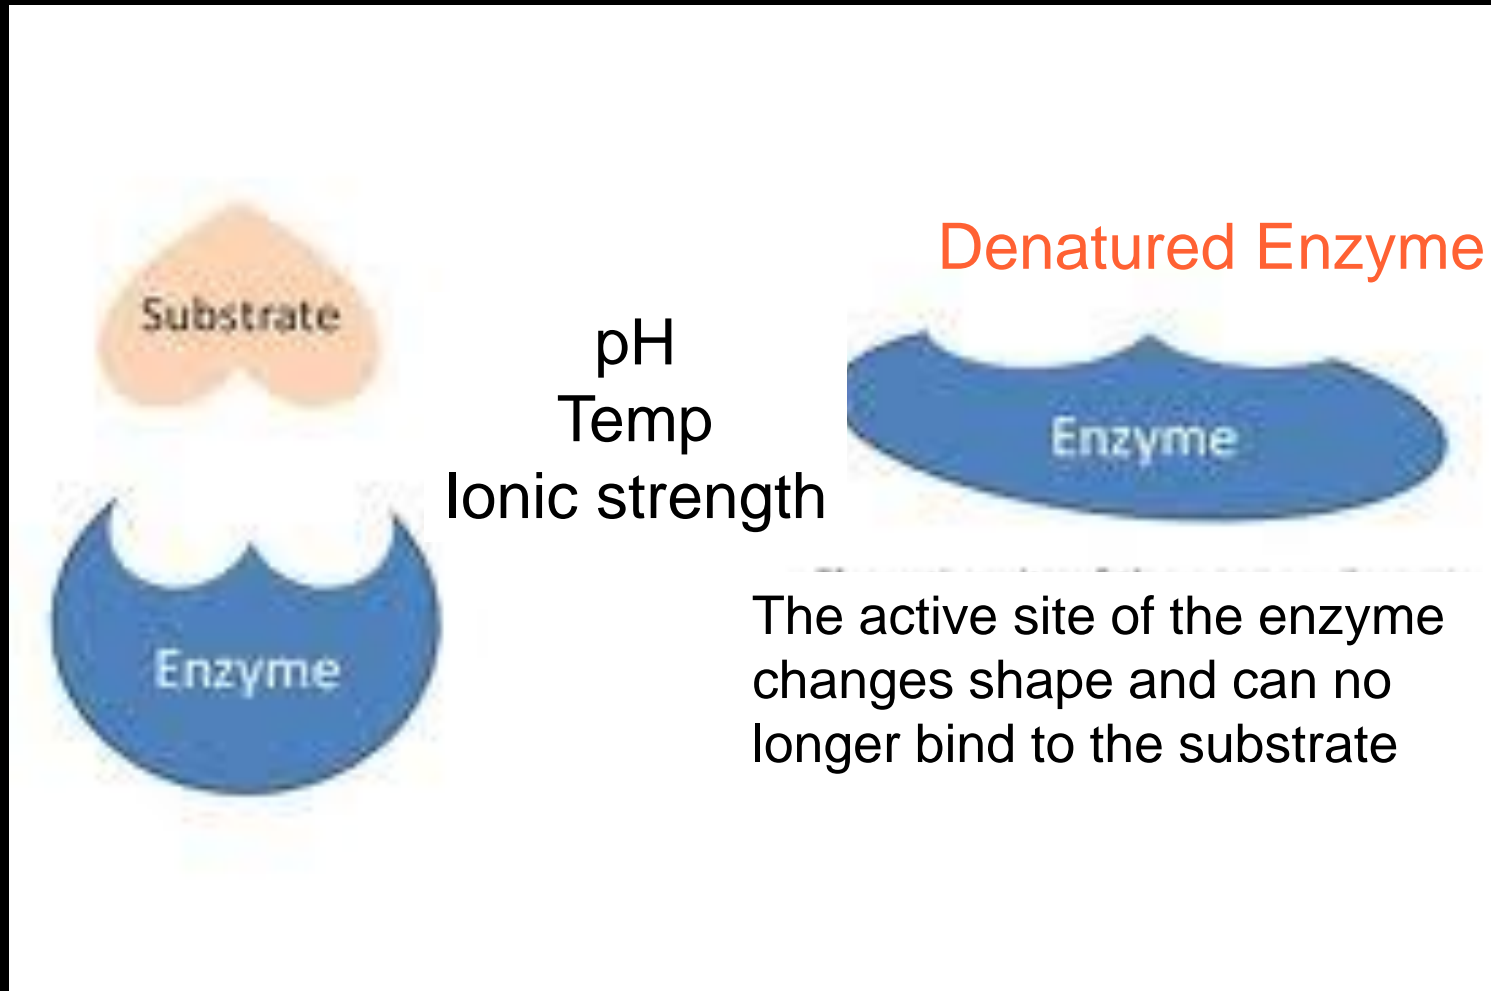 Substrate
Enzyme
pH
Temp
Ionic strength
Denatured Enzyme
Enzyme
The active site of the enzyme
changes shape and can no
longer bind to the substrate